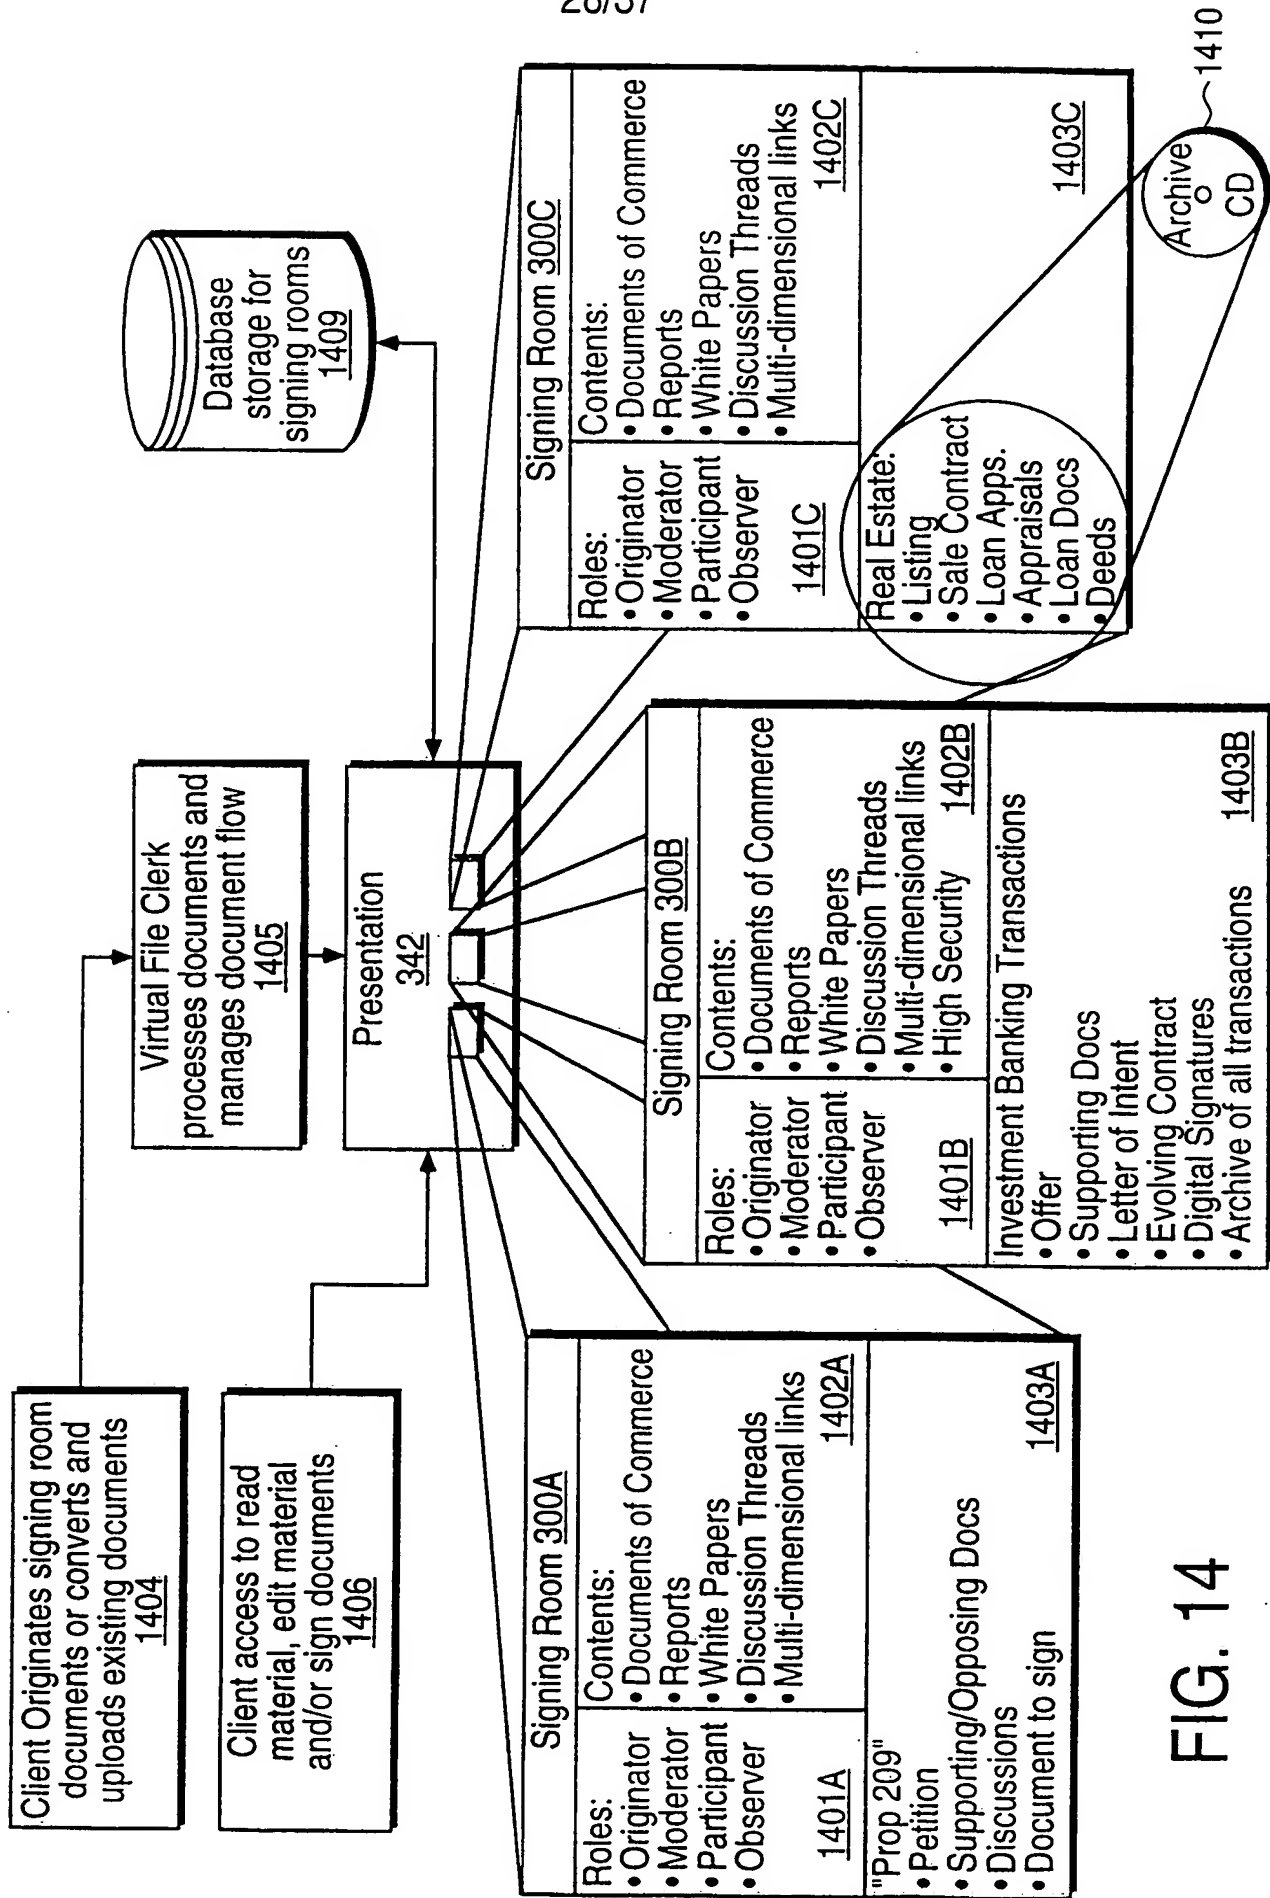 28/37
Client Originates signing room
documents or converts and
uploads existing documents
1404
Client access to read
material, edit material
and/or sign documents
1406
Virtual File Clerk
processes documents and
manages document flow
1405
Presentation
342
Database
storage for
signing rooms
1409
Signing Room 300A
Roles:
• Originator
• Moderator
• Participant
• Observer
1401A
Contents:
• Documents of Commerce
• Reports
• White Papers
• Discussion Threads
• Multi-dimensional links
1402A
"Prop 209"
• Petition
• Supporting/Opposing Docs
• Discussions
• Document to sign
1403A
Signing Room 300B
Roles:
• Originator
• Moderator
• Participant
• Observer
1401B
Contents:
• Documents of Commerce
• Reports
• White Papers
• Discussion Threads
• Multi-dimensional links
• High Security
1402B
Investment Banking Transactions
• Offer
• Supporting Docs
• Letter of Intent
• Evolving Contract
• Digital Signatures
• Archive of all transactions
1403B
Signing Room 300C
Roles:
• Originator
• Moderator
• Participant
• Observer
1401C
Contents:
• Documents of Commerce
• Reports
• White Papers
• Discussion Threads
• Multi-dimensional links
1402C
Real Estate:
• Listing
• Sale Contract
• Loan Apps.
• Appraisals
• Loan Docs
• Deeds
1403C
Archive
CD
1410
FIG. 14